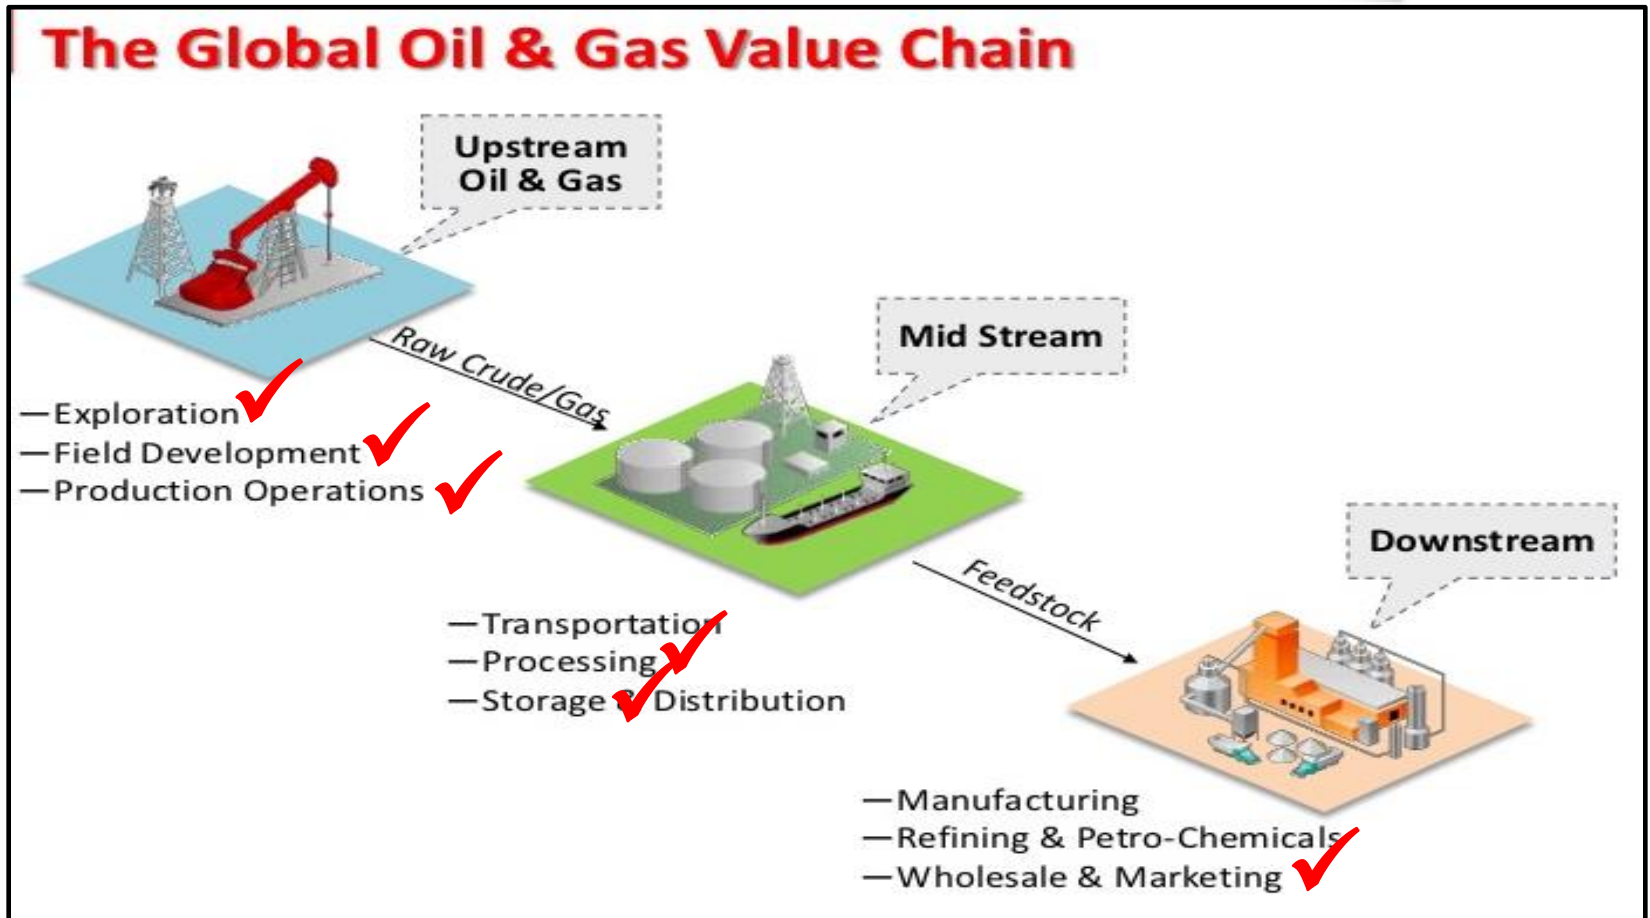 The Global Oil & Gas Value Chain
Upstream
Oil & Gas
Raw Crude/Gas
—Exploration
—Field Development
—Production Operations
Mid Stream
—Transportation
—Processing
—Storage & Distribution
Feedstock
Downstream
—Manufacturing
—Refining & Petro-Chemicals
—Wholesale & Marketing